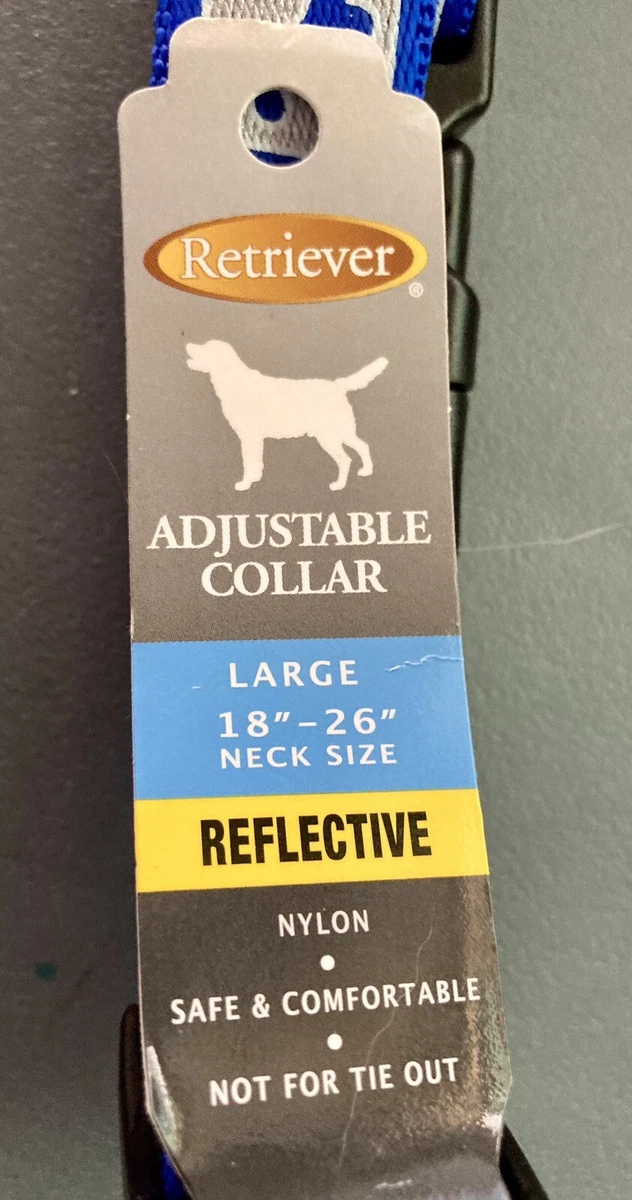 Retriever®
ADJUSTABLE
COLLAR
LARGE
18"–26"
NECK SIZE
REFLECTIVE
NYLON
•
SAFE & COMFORTABLE
•
NOT FOR TIE OUT